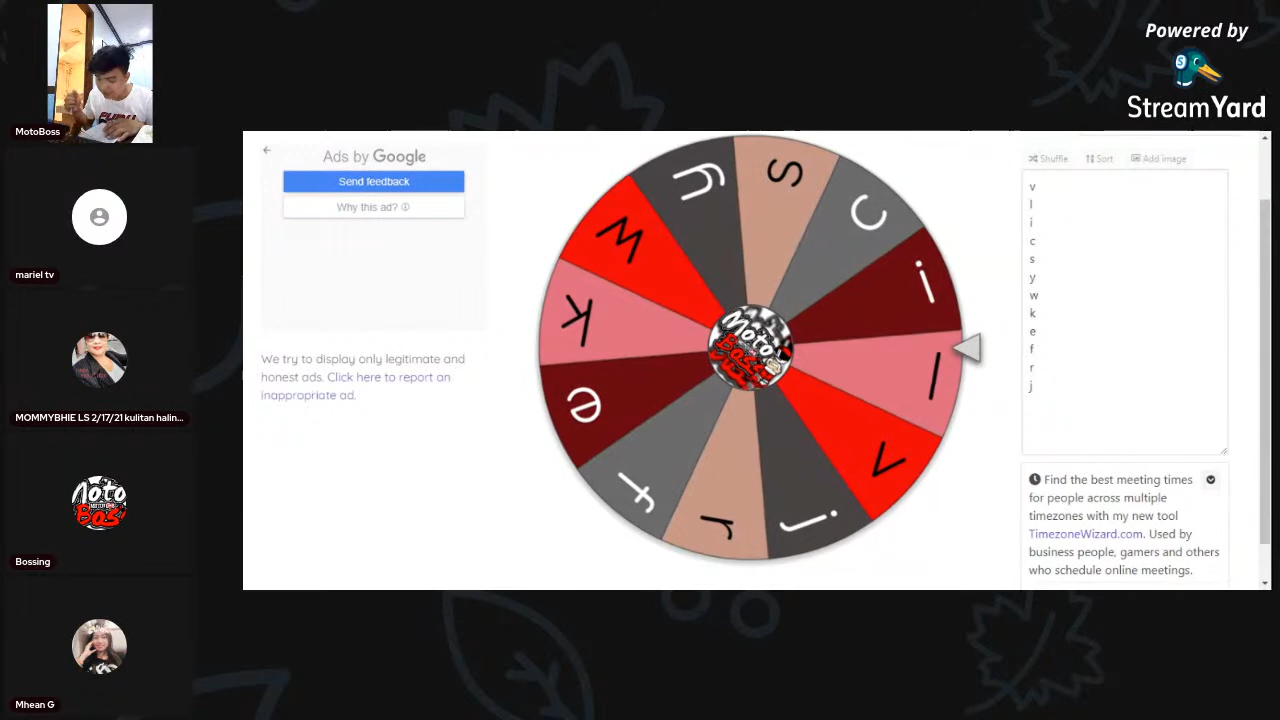 MotoBoss
mariel tv
MOMMYBHIE LS 2/17/21 kulitan halin...
Bossing
Mhean G
Powered by
StreamYard
Ads by Google
Send feedback
Why this ad?
We try to display only legitimate and
honest ads. Click here to report an
inappropriate ad.
y
s
c
i
l
v
j
r
f
e
k
w
Moto
Boss
Shuffle
Sort
Add image
v
l
i
c
s
y
w
k
e
f
r
j
Find the best meeting times
for people across multiple
timezones with my new tool
TimezoneWizard.com. Used by
business people, gamers and others
who schedule online meetings.